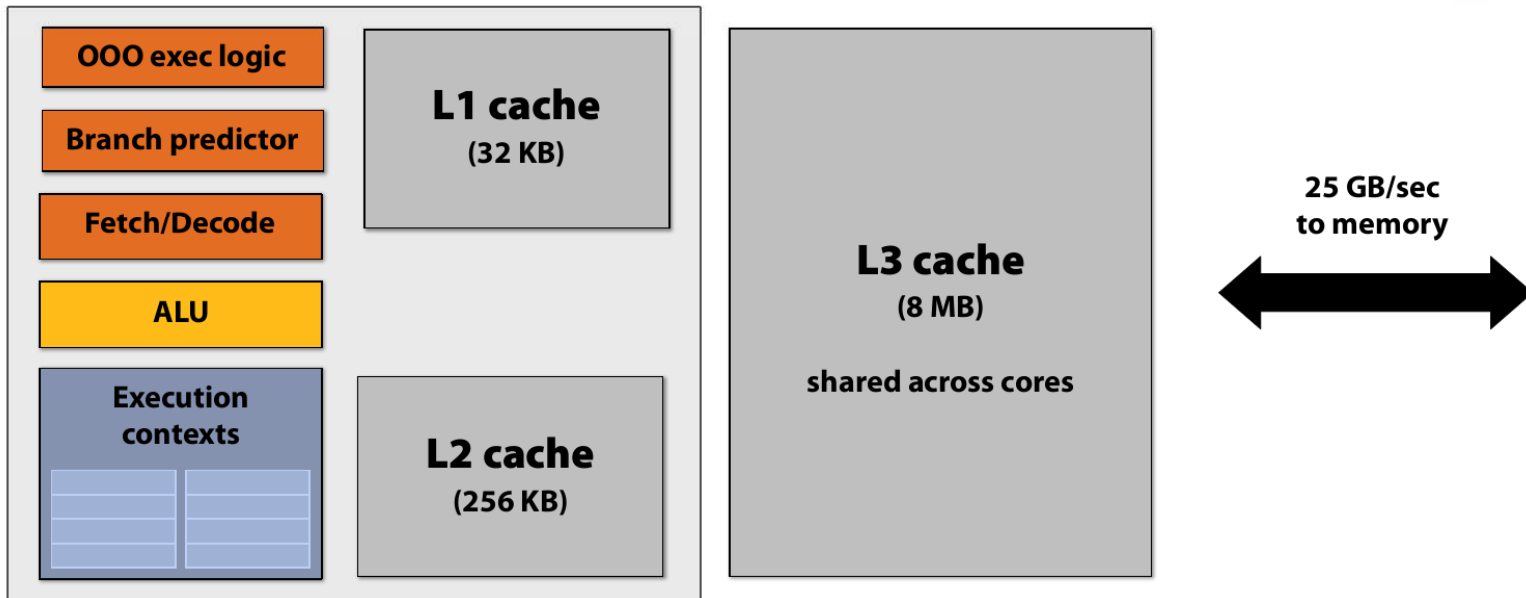 OOO exec logic
Branch predictor
Fetch/Decode
ALU
Execution
contexts
L1 cache
(32 KB)
L2 cache
(256 KB)
L3 cache
(8 MB)
shared across cores
25 GB/sec
to memory